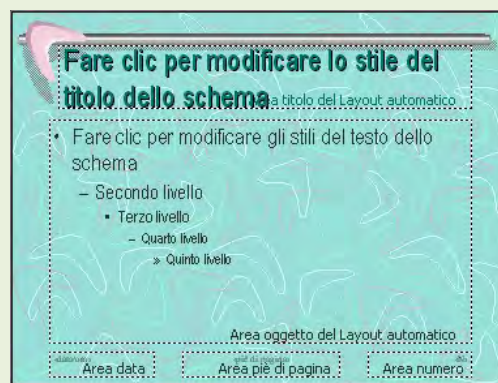 Fare clic per modificare lo stile del
titolo dello schema a titolo del Layout automatico
• Fare clic per modificare gli stili del testo dello
schema
– Secondo livello
• Terzo livello
– Quarto livello
» Quinto livello
Area oggetto del Layout automatico
Area data Area piè di pagina Area numero